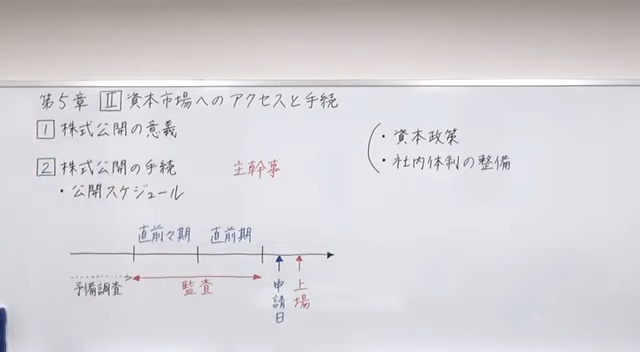 第5章 Ⅱ 資本市場へのアクセスと手続
1 株式公開の意義
2 株式公開の手続 主幹事
・公開スケジュール
・資本政策
・社内体制の整備
直前々期 直前期
予備調査 監査 申請日 上場